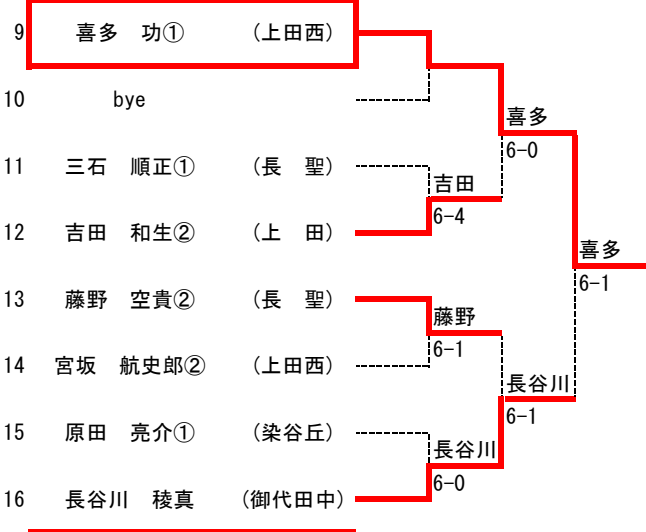 9 喜多 功① (上田西)
10 bye
喜多
6-0
11 三石 順正① (長 聖)
吉田
6-4
12 吉田 和生② (上 田)
喜多
6-1
13 藤野 空貴② (長 聖)
藤野
6-1
14 宮坂 航史郎② (上田西)
長谷川
6-1
15 原田 亮介① (染谷丘)
長谷川
6-0
16 長谷川 稜真 (御代田中)